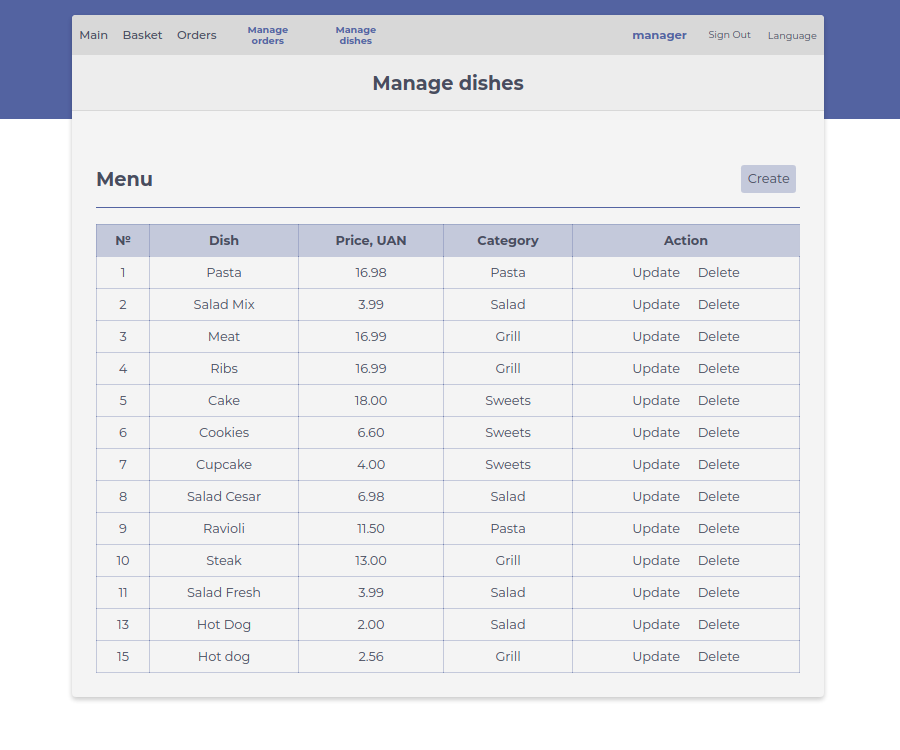 Main Basket Orders Manage orders Manage dishes manager Sign Out Language
Manage dishes
Menu Create
№ Dish Price, UAN Category Action
1 Pasta 16.98 Pasta Update Delete
2 Salad Mix 3.99 Salad Update Delete
3 Meat 16.99 Grill Update Delete
4 Ribs 16.99 Grill Update Delete
5 Cake 18.00 Sweets Update Delete
6 Cookies 6.60 Sweets Update Delete
7 Cupcake 4.00 Sweets Update Delete
8 Salad Cesar 6.98 Salad Update Delete
9 Ravioli 11.50 Pasta Update Delete
10 Steak 13.00 Grill Update Delete
11 Salad Fresh 3.99 Salad Update Delete
13 Hot Dog 2.00 Salad Update Delete
15 Hot dog 2.56 Grill Update Delete